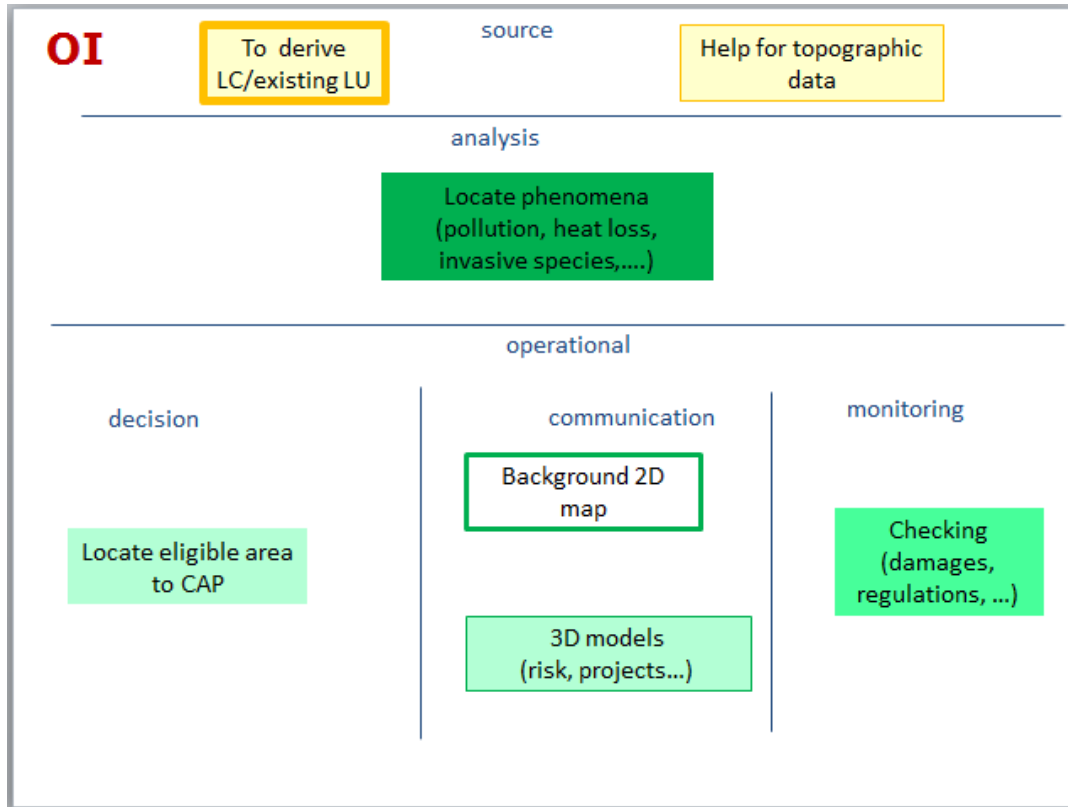 OI
source
To derive
LC/existing LU
Help for topographic
data
analysis
Locate phenomena
(pollution, heat loss,
invasive species,....)
operational
decision
communication
monitoring
Background 2D
map
Locate eligible area
to CAP
Checking
(damages,
regulations, ...)
3D models
(risk, projects...)